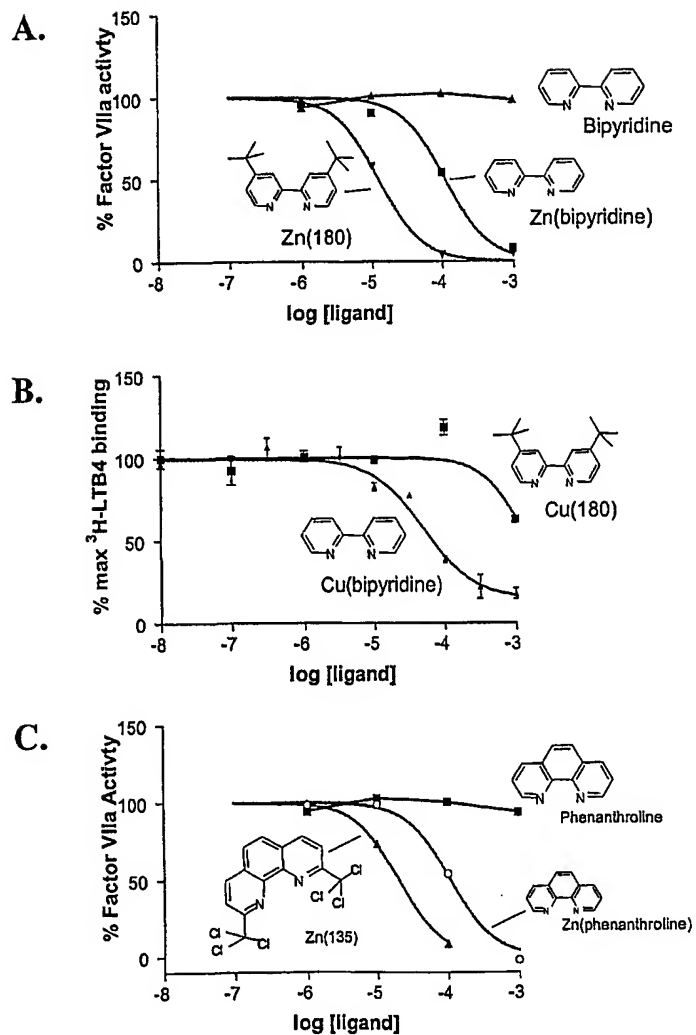 A.
% Factor VIIa activty
150
100
50
0
-8 -7 -6 -5 -4 -3
log [ligand]
N N
Bipyridine
N N
Zn(180)
N N
Zn(bipyridine)
B.
% max ³H-LTB4 binding
150
100
50
0
-8 -7 -6 -5 -4 -3
log [ligand]
N N
Cu(180)
N N
Cu(bipyridine)
C.
% Factor VIIa Activty
150
100
50
0
-8 -7 -6 -5 -4 -3
log [ligand]
N N
Phenanthroline
N N
Cl Cl Cl
Cl Cl Cl
Zn(135)
N N
Zn(phenanthroline)